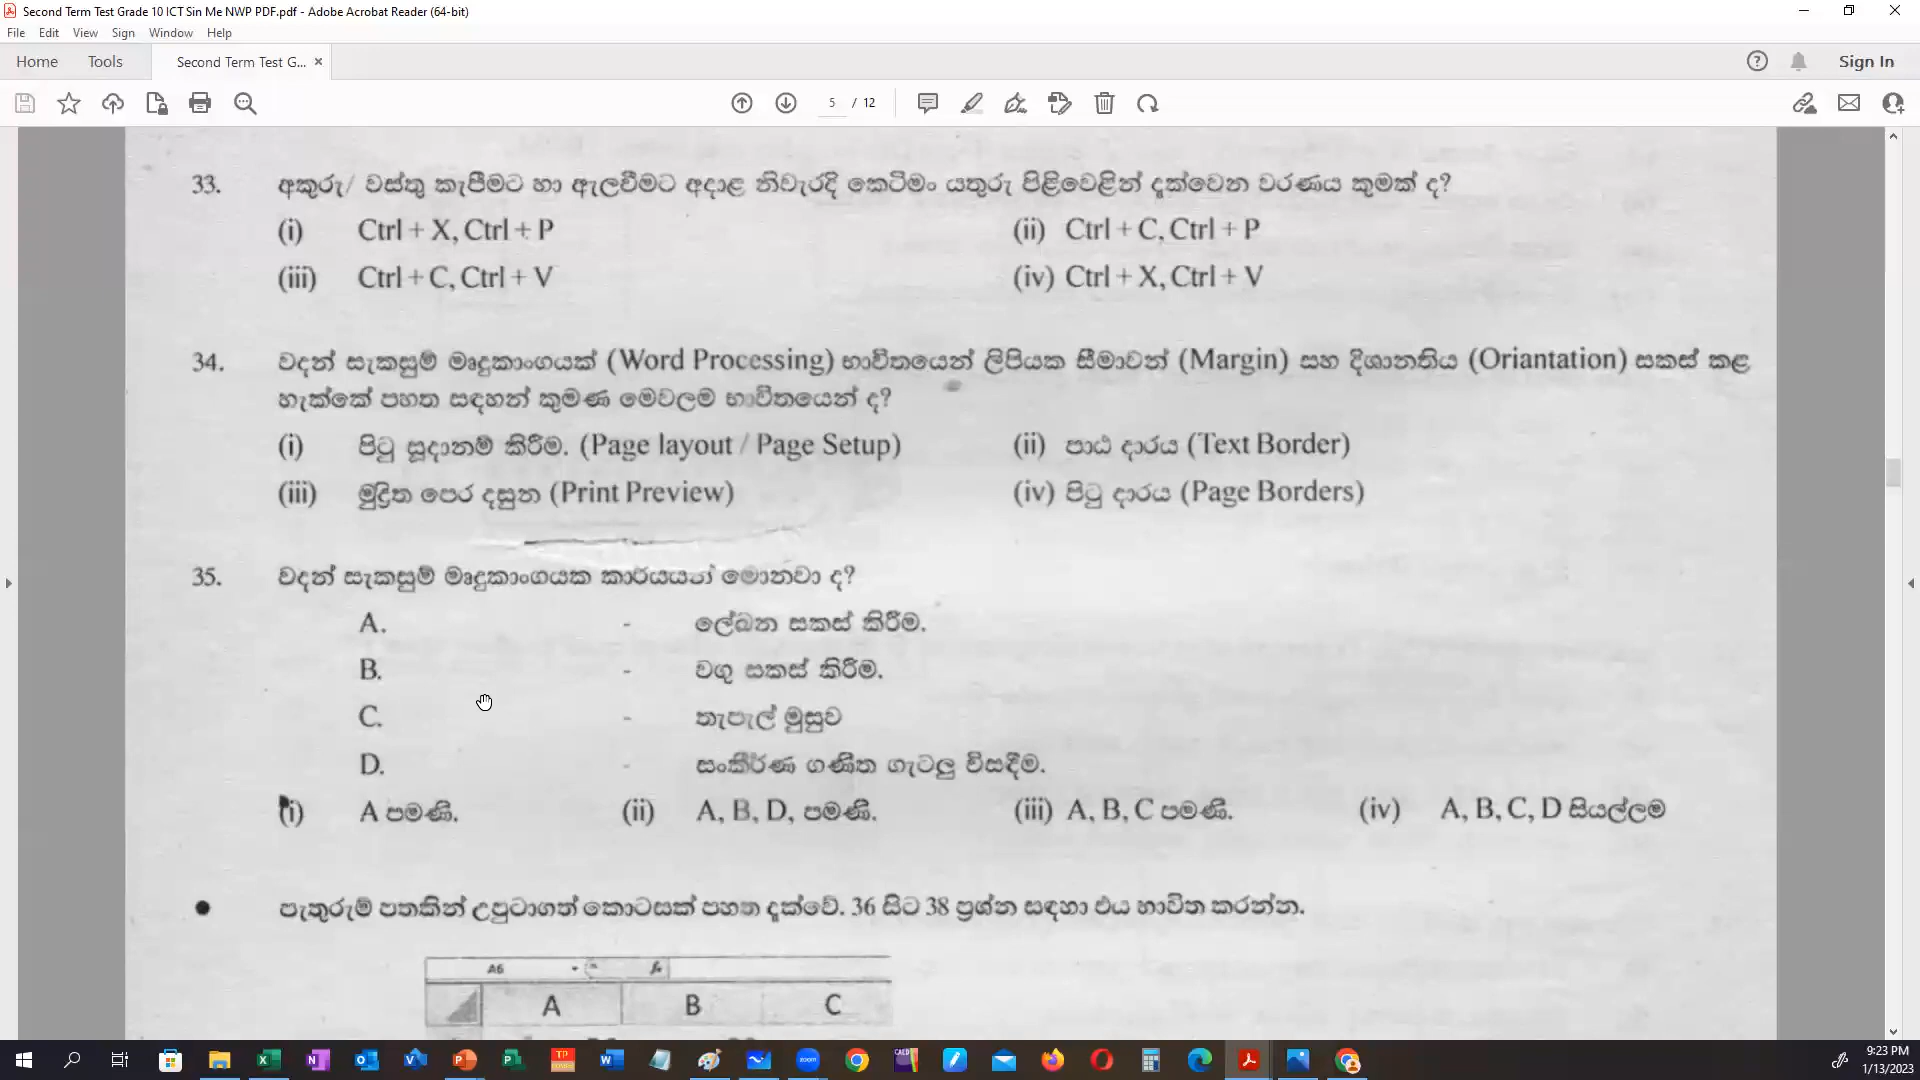 Second Term Test Grade 10 ICT Sin Me NWP PDF.pdf - Adobe Acrobat Reader (64-bit)
File Edit View Sign Window Help
Home Tools Second Term Test G... × Sign In
5 / 12
33. අකුරු/ වස්තු කැපීමට හා ඇලවීමට අදාළ නිවැරදි කෙටිමං යතුරු පිළිවෙළින් දැක්වෙන වරණය කුමක් ද?
(i) Ctrl + X, Ctrl + P (ii) Ctrl + C, Ctrl + P
(iii) Ctrl + C, Ctrl + V (iv) Ctrl + X, Ctrl + V
34. වදන් සැකසුම් මෘදුකාංගයක් (Word Processing) භාවිතයෙන් ලිපියක සීමාවන් (Margin) සහ දිශානතිය (Oriantation) සකස් කළ
හැක්කේ පහත සඳහන් කුමණ මෙවලම භාවිතයෙන් ද?
(i) පිටු සූදානම් කිරීම. (Page layout / Page Setup) (ii) පාඨ දාරය (Text Border)
(iii) මුද්‍රිත පෙර දසුන (Print Preview) (iv) පිටු දාරය (Page Borders)
35. වදන් සැකසුම් මෘදුකාංගයක කාර්යයන් මොනවා ද?
A. - ලේඛන සකස් කිරීම.
B. - වගු සකස් කිරීම.
C. - තැපැල් මුසුව
D. - සංකීර්ණ ගණිත ගැටලු විසඳීම.
(i) A පමණි. (ii) A, B, D, පමණි. (iii) A, B, C පමණි. (iv) A, B, C, D සියල්ලම
● පැතුරුම් පතකින් උපුටාගත් කොටසක් පහත දැක්වේ. 36 සිට 38 ප්‍රශ්න සඳහා එය භාවිත කරන්න.
A6 fx
A B C
9:23 PM
1/13/2023